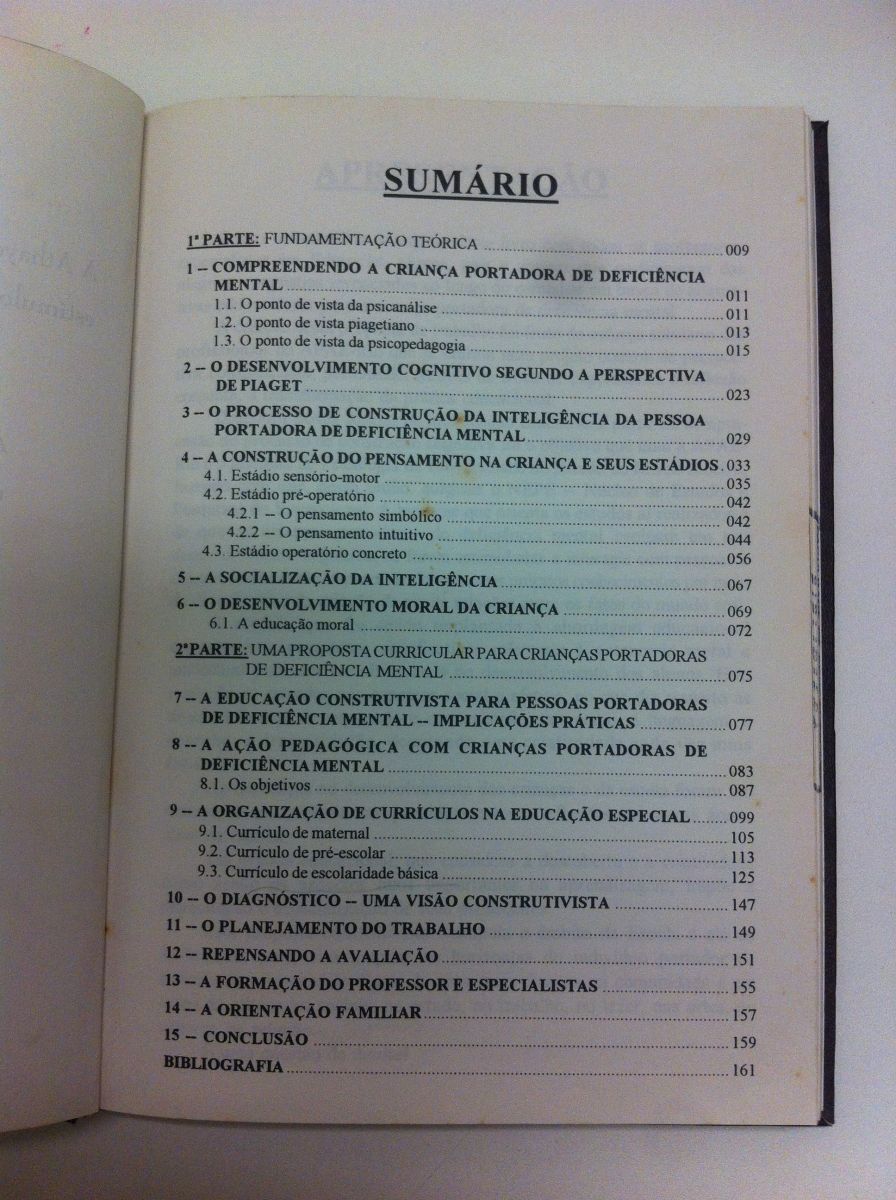 SUMÁRIO
1ª PARTE: FUNDAMENTAÇÃO TEÓRICA ........ 009
1 -- COMPREENDENDO A CRIANÇA PORTADORA DE DEFICIÊNCIA
MENTAL ........ 011
1.1. O ponto de vista da psicanálise ........ 011
1.2. O ponto de vista piagetiano ........ 013
1.3. O ponto de vista da psicopedagogia ........ 015
2 -- O DESENVOLVIMENTO COGNITIVO SEGUNDO A PERSPECTIVA
DE PIAGET ........ 023
3 -- O PROCESSO DE CONSTRUÇÃO DA INTELIGÊNCIA DA PESSOA
PORTADORA DE DEFICIÊNCIA MENTAL ........ 029
4 -- A CONSTRUÇÃO DO PENSAMENTO NA CRIANÇA E SEUS ESTÁDIOS . 033
4.1. Estádio sensório-motor ........ 035
4.2. Estádio pré-operatório ........ 042
4.2.1 -- O pensamento simbólico ........ 042
4.2.2 -- O pensamento intuitivo ........ 044
4.3. Estádio operatório concreto ........ 056
5 -- A SOCIALIZAÇÃO DA INTELIGÊNCIA ........ 067
6 -- O DESENVOLVIMENTO MORAL DA CRIANÇA ........ 069
6.1. A educação moral ........ 072
2ª PARTE: UMA PROPOSTA CURRICULAR PARA CRIANÇAS PORTADORAS
DE DEFICIÊNCIA MENTAL ........ 075
7 -- A EDUCAÇÃO CONSTRUTIVISTA PARA PESSOAS PORTADORAS
DE DEFICIÊNCIA MENTAL -- IMPLICAÇÕES PRÁTICAS ........ 077
8 -- A AÇÃO PEDAGÓGICA COM CRIANÇAS PORTADORAS DE
DEFICIÊNCIA MENTAL ........ 083
8.1. Os objetivos ........ 087
9 -- A ORGANIZAÇÃO DE CURRÍCULOS NA EDUCAÇÃO ESPECIAL ........ 099
9.1. Currículo de maternal ........ 105
9.2. Currículo de pré-escolar ........ 113
9.3. Currículo de escolaridade básica ........ 125
10 -- O DIAGNÓSTICO -- UMA VISÃO CONSTRUTIVISTA ........ 147
11 -- O PLANEJAMENTO DO TRABALHO ........ 149
12 -- REPENSANDO A AVALIAÇÃO ........ 151
13 -- A FORMAÇÃO DO PROFESSOR E ESPECIALISTAS ........ 155
14 -- A ORIENTAÇÃO FAMILIAR ........ 157
15 -- CONCLUSÃO ........ 159
BIBLIOGRAFIA ........ 161